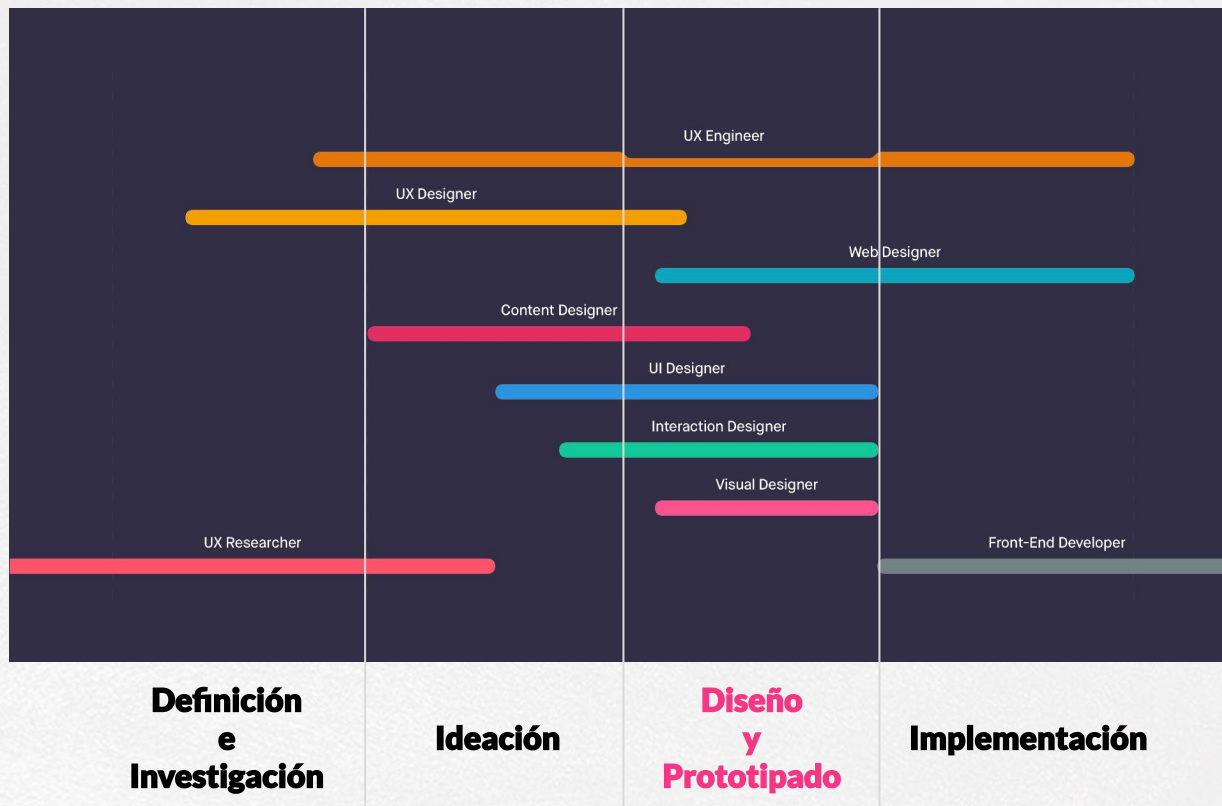 UX Engineer
UX Designer
Web Designer
Content Designer
UI Designer
Interaction Designer
Visual Designer
UX Researcher
Front-End Developer
Definición
e
Investigación
Ideación
Diseño
y
Prototipado
Implementación